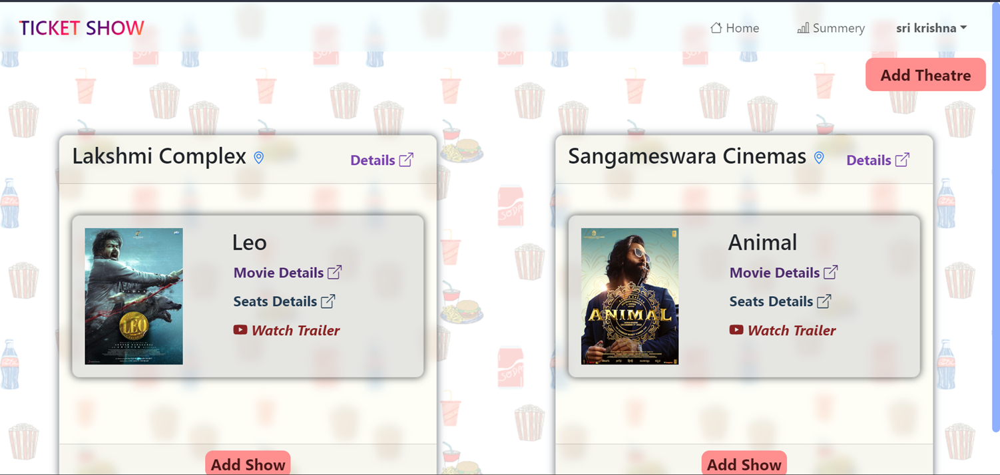 TICKET SHOW
Home
Summery
sri krishna
Add Theatre
Lakshmi Complex
Details
Sangameswara Cinemas
Details
Leo
Movie Details
Seats Details
Watch Trailer
LEO
Animal
Movie Details
Seats Details
Watch Trailer
ANIMAL
Add Show
Add Show
SODA